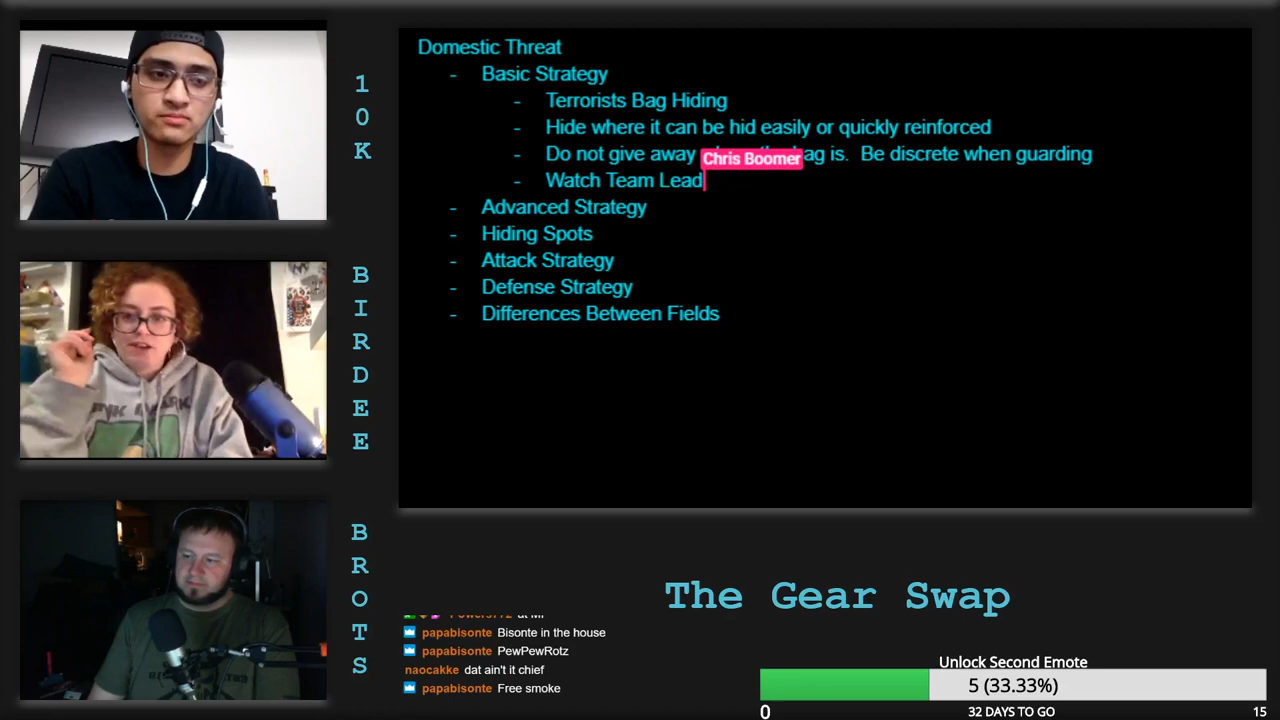 10K
BIRDEE
BROTS
Domestic Threat
- Basic Strategy
- Terrorists Bag Hiding
- Hide where it can be hid easily or quickly reinforced
- Do not give away ag is. Be discrete when guarding
Chris Boomer
- Watch Team Lead
- Advanced Strategy
- Hiding Spots
- Attack Strategy
- Defense Strategy
- Differences Between Fields
The Gear Swap
papabisonte Bisonte in the house
papabisonte PewPewRotz
naocakke dat ain't it chief
papabisonte Free smoke
Unlock Second Emote
5 (33.33%)
0 32 DAYS TO GO 15